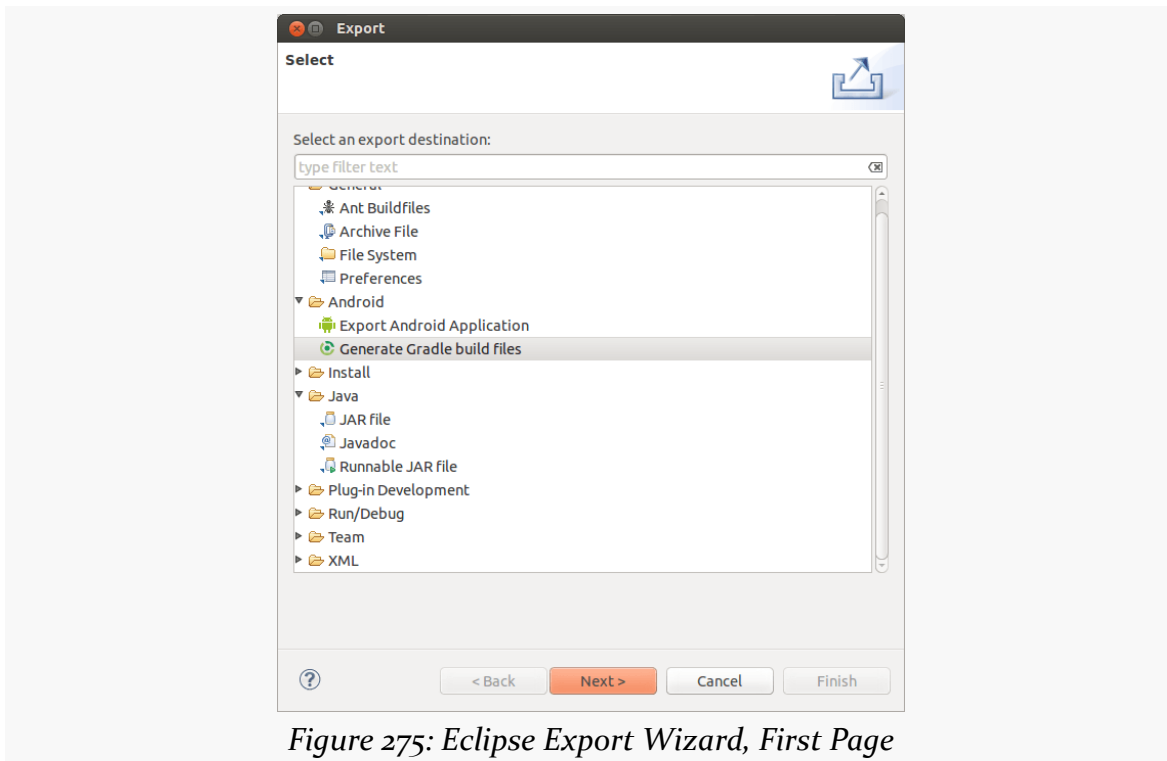 Export
Select
Select an export destination:
type filter text
General
Ant Buildfiles
Archive File
File System
Preferences
Android
Export Android Application
Generate Gradle build files
Install
Java
JAR file
Javadoc
Runnable JAR file
Plug-in Development
Run/Debug
Team
XML
< Back Next > Cancel Finish
Figure 275: Eclipse Export Wizard, First Page